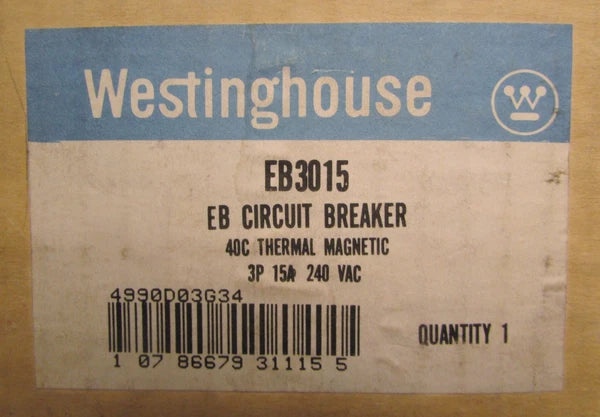 Westinghouse
W
EB3015
EB CIRCUIT BREAKER
40C THERMAL MAGNETIC
3P 15A 240 VAC
4990D03G34
1 07 86679 31115 5
QUANTITY 1